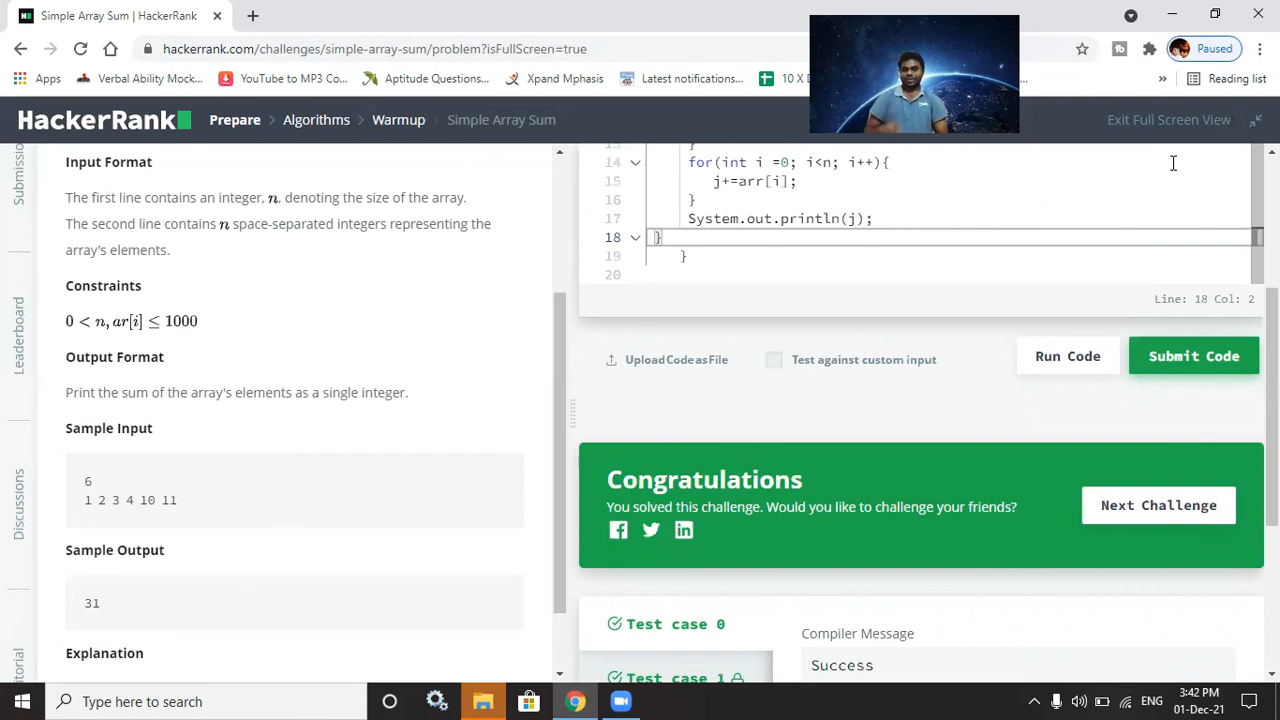 Simple Array Sum | HackerRank
hackerrank.com/challenges/simple-array-sum/problem?isFullScreen=true
Paused
Apps
Verbal Ability Mock...
YouTube to MP3 Co...
Aptitude Questions...
Xpand Mphasis
Latest notifications...
10 X D
»
Reading list
HackerRank
Prepare
Algorithms
Warmup
Simple Array Sum
Exit Full Screen View
Submissio
Leaderboard
Discussions
torial
Input Format
The first line contains an integer, n, denoting the size of the array.
The second line contains n space-separated integers representing the
array's elements.
Constraints
0 < n, ar[i] ≤ 1000
Output Format
Print the sum of the array's elements as a single integer.
Sample Input
6
1 2 3 4 10 11
Sample Output
31
Explanation
13 }
14 for(int i =0; i<n; i++){
15 j+=arr[i];
16 }
17 System.out.println(j);
18 }
19 }
20
Line: 18 Col: 2
Upload Code as File
Test against custom input
Run Code
Submit Code
Congratulations
You solved this challenge. Would you like to challenge your friends?
Next Challenge
Test case 0
Test case 1
Compiler Message
Success
Type here to search
ENG
3:42 PM
01-Dec-21